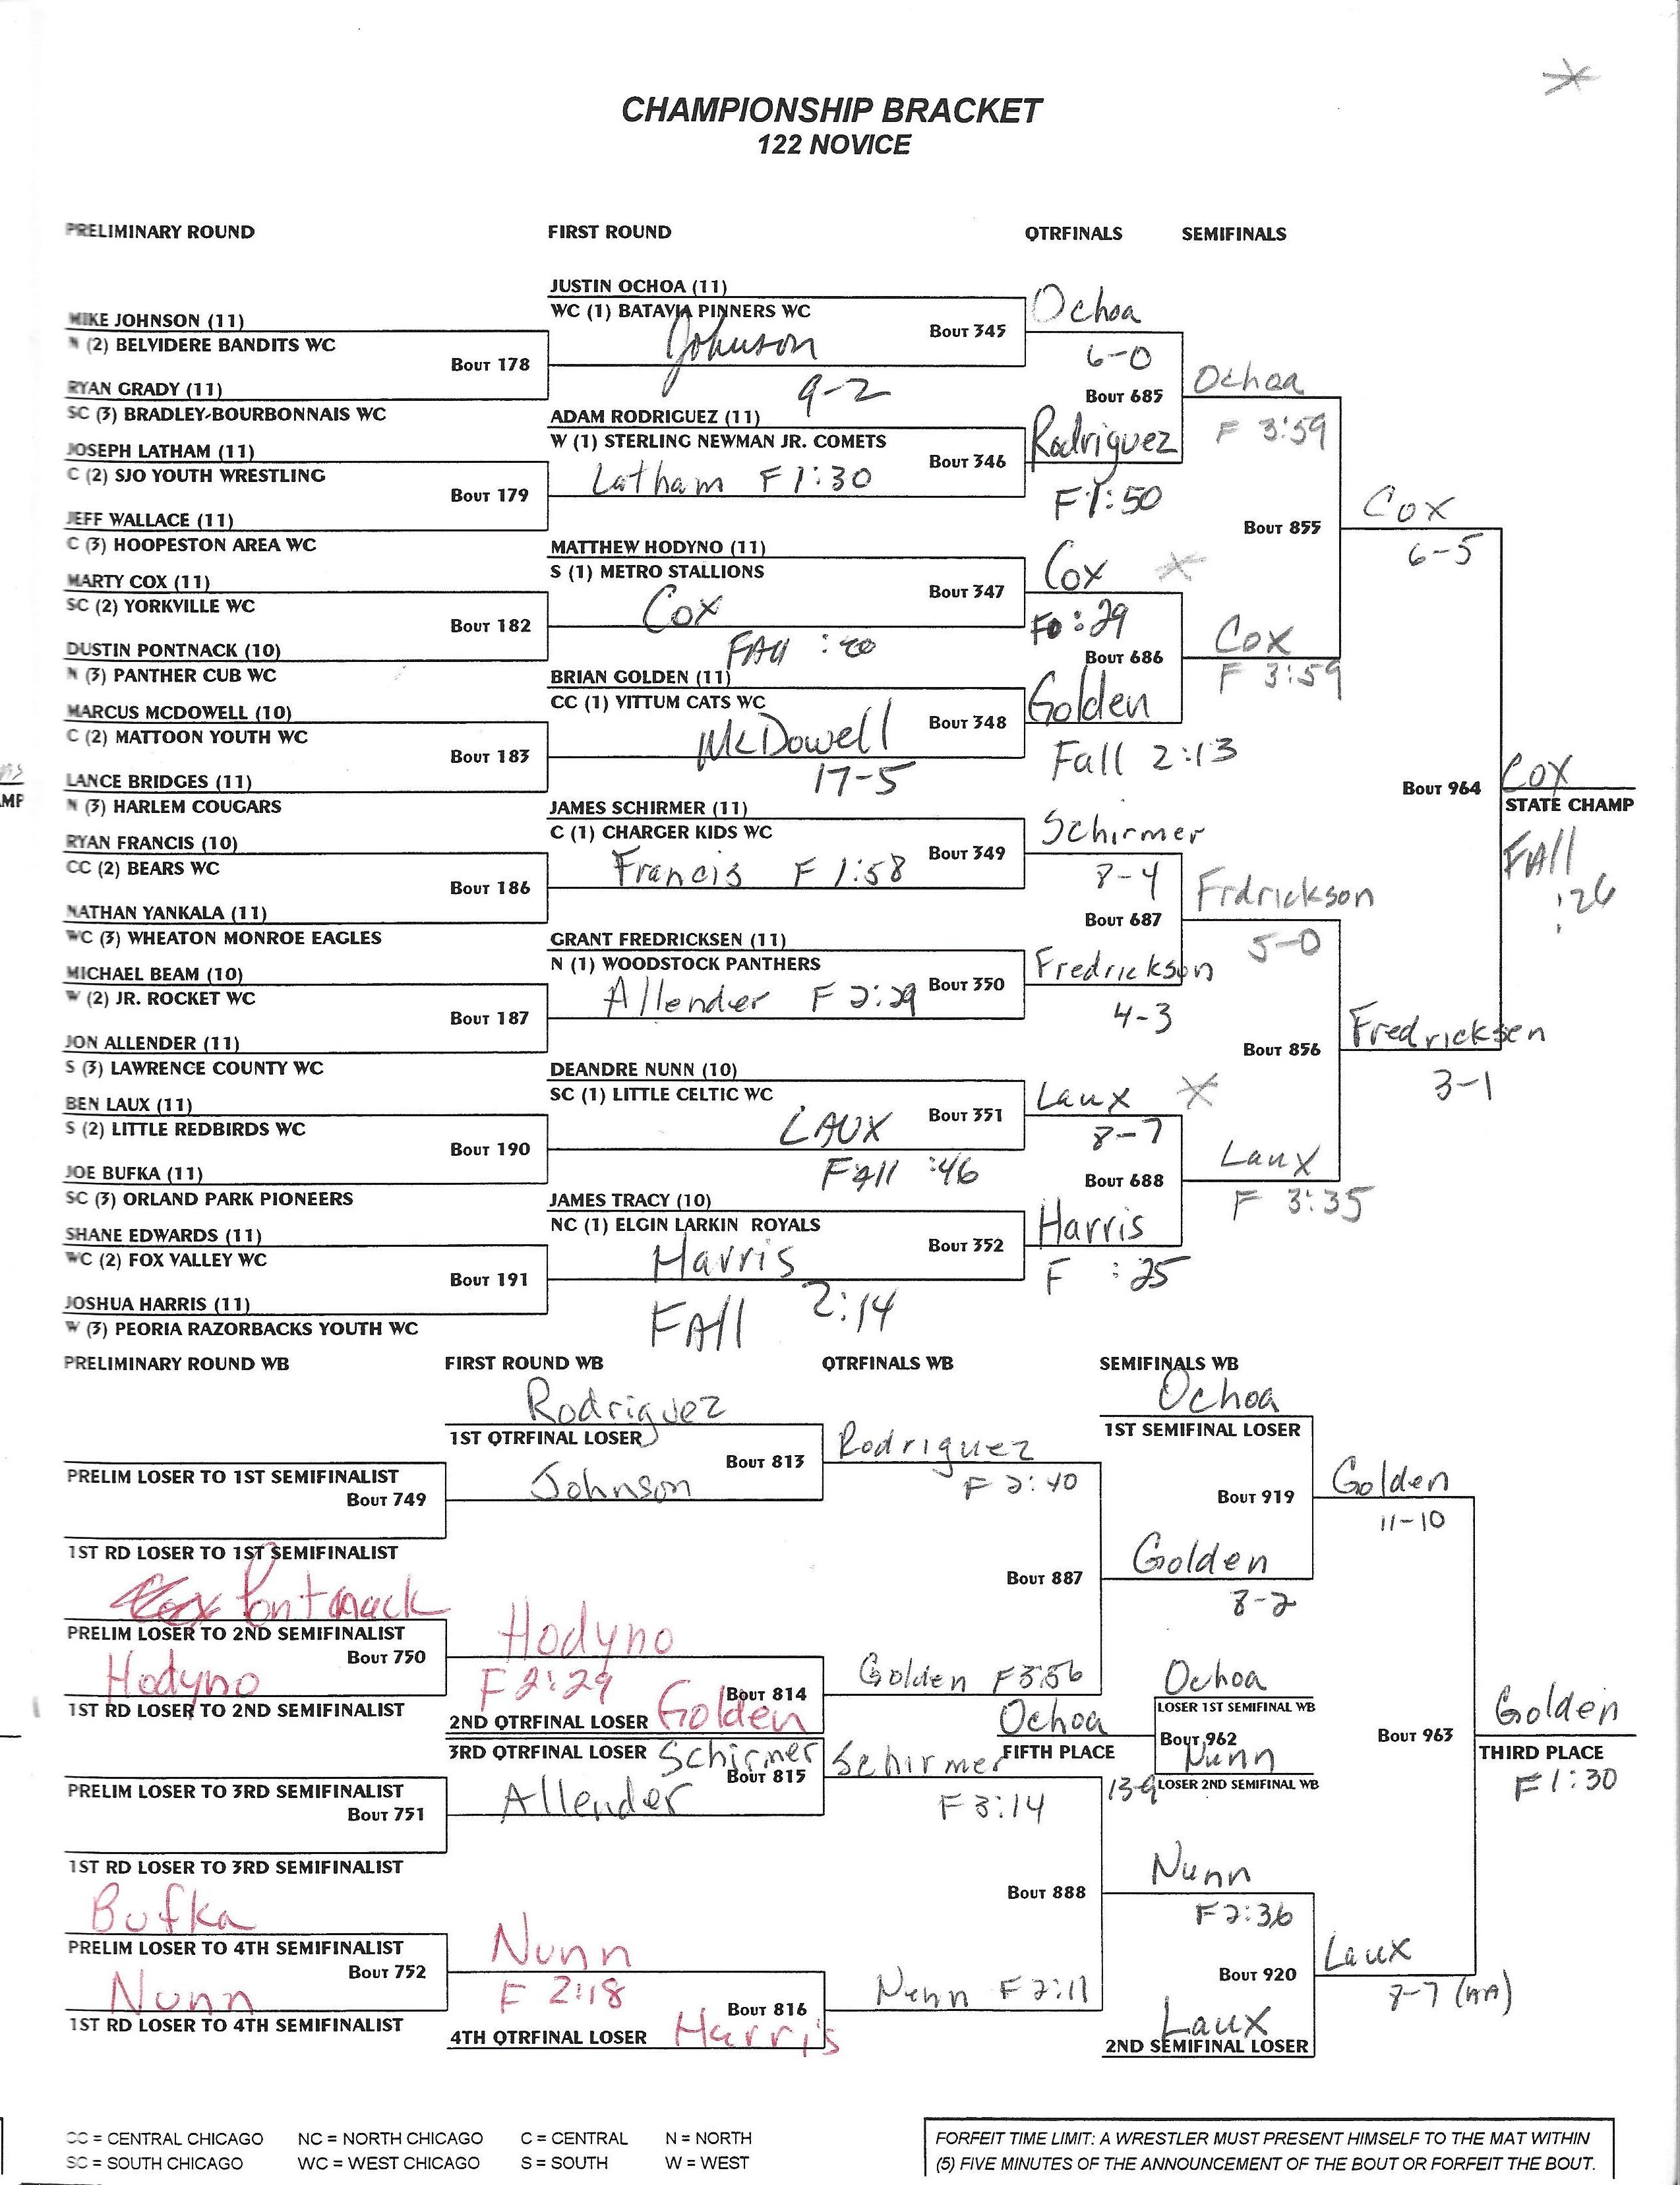 CHAMPIONSHIP BRACKET
122 NOVICE
PRELIMINARY ROUND
FIRST ROUND
QTRFINALS
SEMIFINALS
MIKE JOHNSON (11)
N (2) BELVIDERE BANDITS WC
BOUT 178
RYAN GRADY (11)
SC (3) BRADLEY-BOURBONNAIS WC
JOSEPH LATHAM (11)
C (2) SJO YOUTH WRESTLING
BOUT 179
JEFF WALLACE (11)
C (3) HOOPESTON AREA WC
MARTY COX (11)
SC (2) YORKVILLE WC
BOUT 182
DUSTIN PONTNACK (10)
N (3) PANTHER CUB WC
MARCUS MCDOWELL (10)
C (2) MATTOON YOUTH WC
BOUT 183
LANCE BRIDGES (11)
N (3) HARLEM COUGARS
RYAN FRANCIS (10)
CC (2) BEARS WC
BOUT 186
NATHAN YANKALA (11)
WC (3) WHEATON MONROE EAGLES
MICHAEL BEAM (10)
W (2) JR. ROCKET WC
BOUT 187
JON ALLENDER (11)
S (3) LAWRENCE COUNTY WC
BEN LAUX (11)
S (2) LITTLE REDBIRDS WC
BOUT 190
JOE BUFKA (11)
SC (3) ORLAND PARK PIONEERS
SHANE EDWARDS (11)
WC (2) FOX VALLEY WC
BOUT 191
JOSHUA HARRIS (11)
W (3) PEORIA RAZORBACKS YOUTH WC
JUSTIN OCHOA (11)
WC (1) BATAVIA PINNERS WC
BOUT 345
Johnson
9-2
ADAM RODRIGUEZ (11)
W (1) STERLING NEWMAN JR. COMETS
BOUT 346
Latham F 1:30
MATTHEW HODYNO (11)
S (1) METRO STALLIONS
BOUT 347
Cox
FAll
BRIAN GOLDEN (11)
CC (1) VITTUM CATS WC
BOUT 348
McDowell
17-5
JAMES SCHIRMER (11)
C (1) CHARGER KIDS WC
BOUT 349
Francis F 1:58
GRANT FREDRICKSEN (11)
N (1) WOODSTOCK PANTHERS
BOUT 350
Allender F 2:29
DEANDRE NUNN (10)
SC (1) LITTLE CELTIC WC
BOUT 351
LAUX
FAll :46
JAMES TRACY (10)
NC (1) ELGIN LARKIN ROYALS
BOUT 352
Harris
FAll 2:14
Ochoa
6-0
BOUT 685
Rodriguez
F 1:50
Cox
F :29
BOUT 686
Golden
Fall 2:13
Schirmer
8-4
BOUT 687
Fredrickson
4-3
Laux
8-7
BOUT 688
Harris
F :25
Ochoa
F 3:59
BOUT 855
Cox
F 3:59
Frdrickson
5-0
BOUT 856
Laux
F 3:35
Cox
6-5
BOUT 964
Fredricksen
3-1
Cox
STATE CHAMP
FAll
:26
PRELIMINARY ROUND WB
FIRST ROUND WB
QTRFINALS WB
SEMIFINALS WB
PRELIM LOSER TO 1ST SEMIFINALIST
BOUT 749
1ST RD LOSER TO 1ST SEMIFINALIST
Pontnack
PRELIM LOSER TO 2ND SEMIFINALIST
BOUT 750
Hodyno
1ST RD LOSER TO 2ND SEMIFINALIST
PRELIM LOSER TO 3RD SEMIFINALIST
BOUT 751
1ST RD LOSER TO 3RD SEMIFINALIST
Bufka
PRELIM LOSER TO 4TH SEMIFINALIST
BOUT 752
Nunn
1ST RD LOSER TO 4TH SEMIFINALIST
Rodriguez
1ST QTRFINAL LOSER
BOUT 813
Johnson
Hodyno
F 2:29
BOUT 814
2ND QTRFINAL LOSER Golden
3RD QTRFINAL LOSER Schirmer
BOUT 815
Allender
Nunn
F 2:18
BOUT 816
4TH QTRFINAL LOSER Harris
Rodriguez
F 2:40
BOUT 887
Golden F 3:56
Schirmer
F 3:14
BOUT 888
Nunn F 2:11
Ochoa
1ST SEMIFINAL LOSER
BOUT 919
Golden
8-2
Ochoa
LOSER 1ST SEMIFINAL WB
Ochoa
BOUT 962
FIFTH PLACE
Nunn
13-9
LOSER 2ND SEMIFINAL WB
Nunn
F 2:36
BOUT 920
Laux
2ND SEMIFINAL LOSER
Golden
11-10
BOUT 963
Laux
8-7
Golden
THIRD PLACE
F 1:30
CC = CENTRAL CHICAGO
NC = NORTH CHICAGO
C = CENTRAL
N = NORTH
SC = SOUTH CHICAGO
WC = WEST CHICAGO
S = SOUTH
W = WEST
FORFEIT TIME LIMIT: A WRESTLER MUST PRESENT HIMSELF TO THE MAT WITHIN
(5) FIVE MINUTES OF THE ANNOUNCEMENT OF THE BOUT OR FORFEIT THE BOUT.